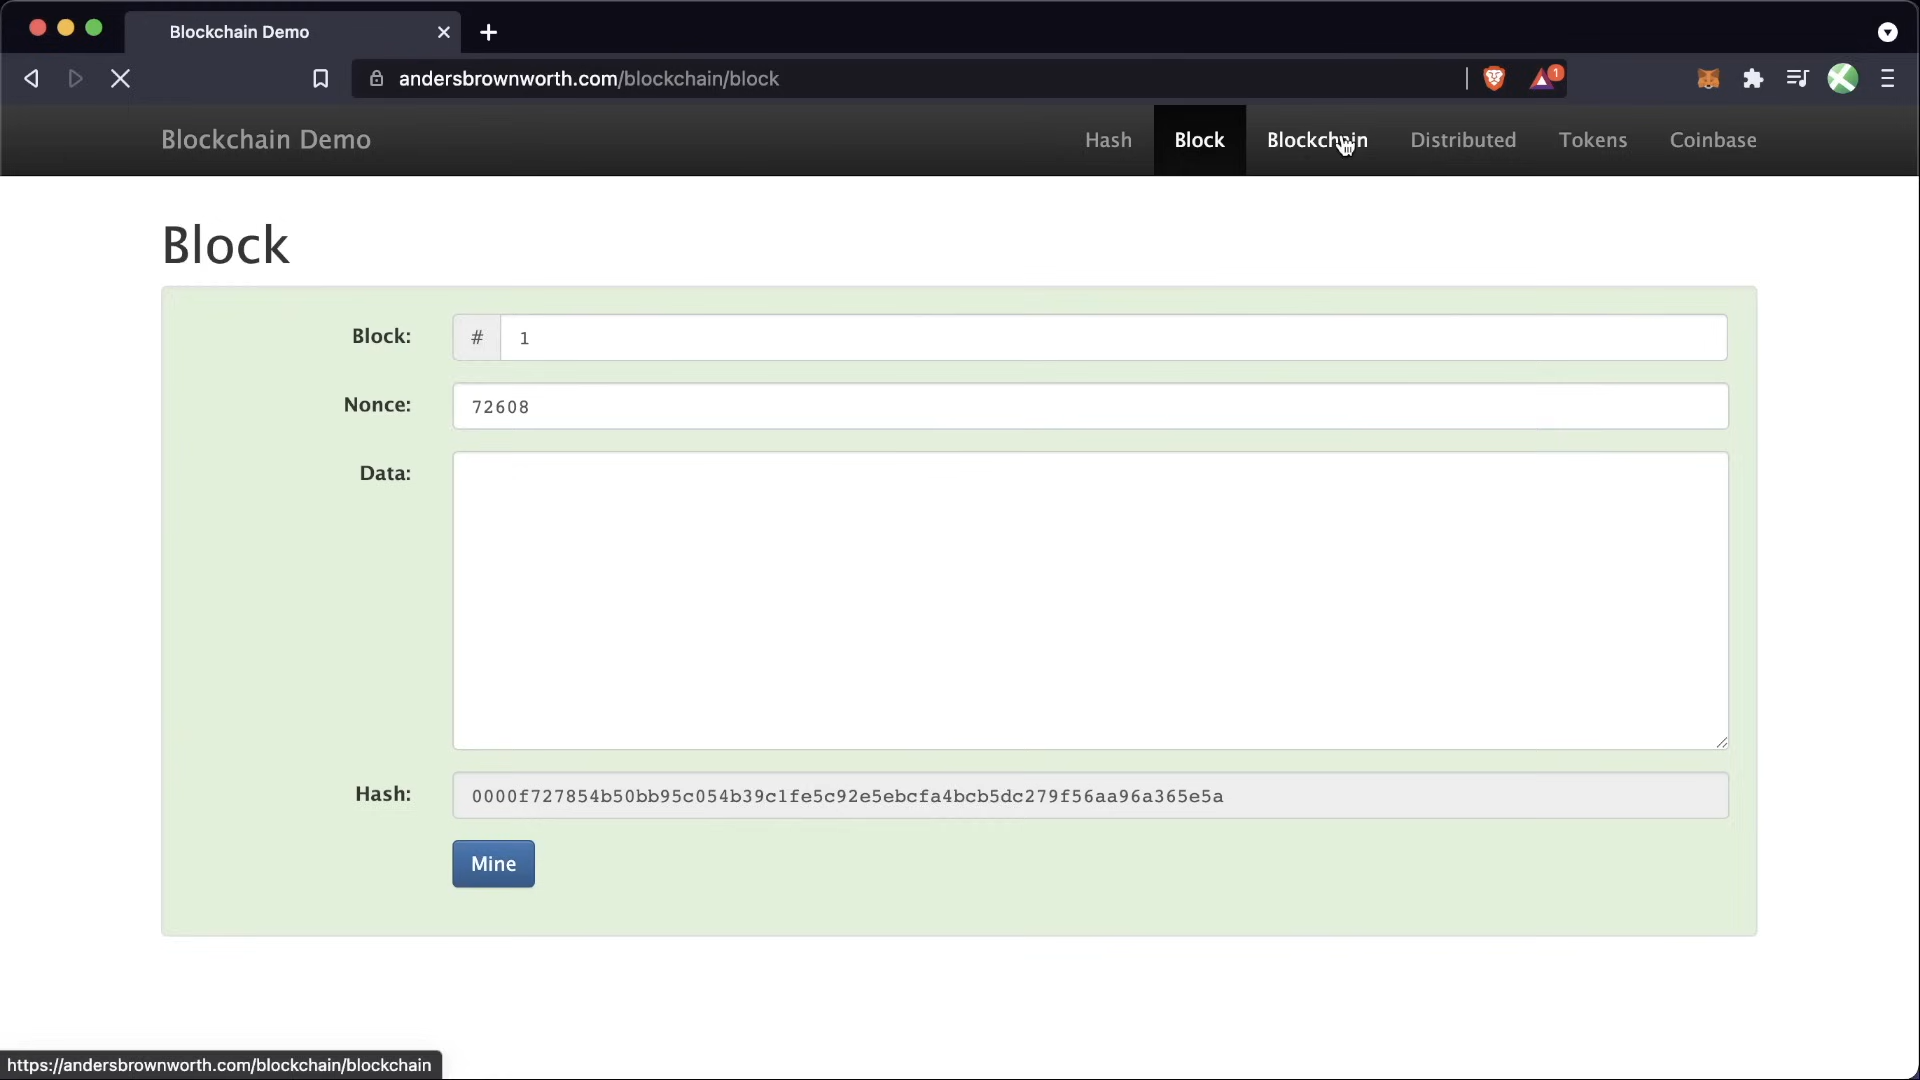 Blockchain Demo
andersbrownworth.com/blockchain/block
1
Blockchain Demo
Hash
Block
Blockchain
Distributed
Tokens
Coinbase
Block
Block:
# 1
Nonce:
72608
Data:
Hash:
0000f727854b50bb95c054b39c1fe5c92e5ebcfa4bcb5dc279f56aa96a365e5a
Mine
https://andersbrownworth.com/blockchain/blockchain